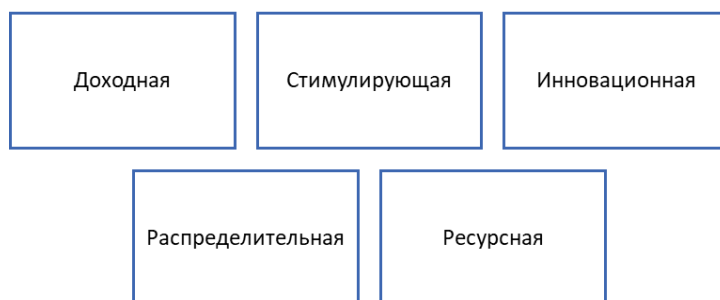 Доходная
Стимулирующая
Инновационная
Распределительная
Ресурсная